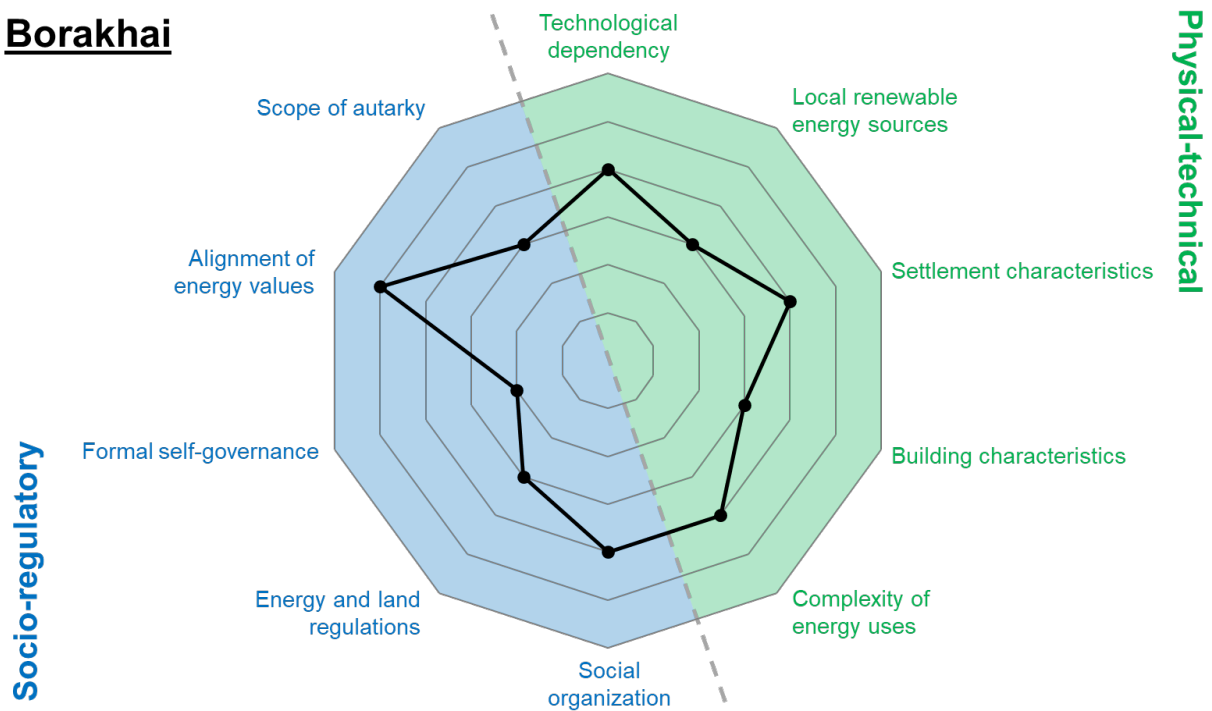 Borakhai
Technological
dependency
Physical-technical
Scope of autarky
Local renewable
energy sources
Alignment of
energy values
Settlement characteristics
Formal self-governance
Building characteristics
Socio-regulatory
Energy and land
regulations
Complexity of
energy uses
Social
organization